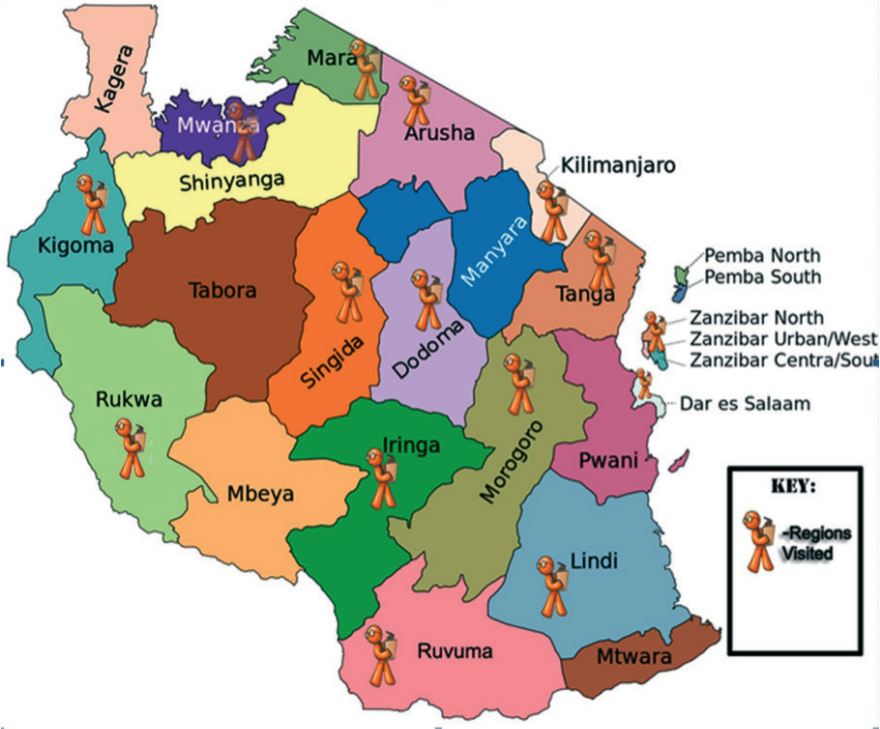 Mara
Kagera
Mwanza
Arusha
Kilimanjaro
Shinyanga
Kigoma
Manyara
Pemba North
Pemba South
Tabora
Tanga
Zanzibar North
Zanzibar Urban/West
Zanzibar Centra/Sout
Singida
Dodoma
Rukwa
Dar es Salaam
Iringa
Morogoro
Pwani
Mbeya
KEY:
-Regions
Visited
Lindi
Ruvuma
Mtwara